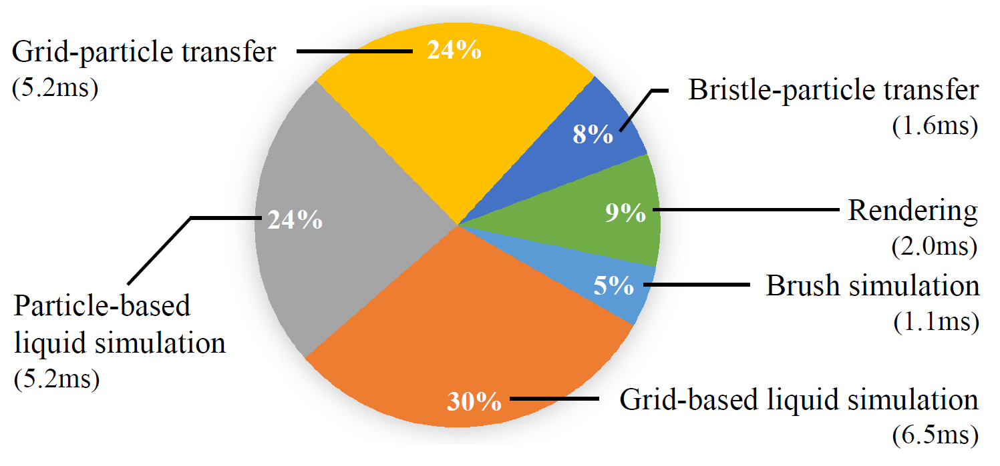 24%
Grid-particle transfer
(5.2ms)
Bristle-particle transfer
(1.6ms)
8%
9%
Rendering
(2.0ms)
24%
5%
Brush simulation
(1.1ms)
Particle-based
liquid simulation
(5.2ms)
30%
Grid-based liquid simulation
(6.5ms)